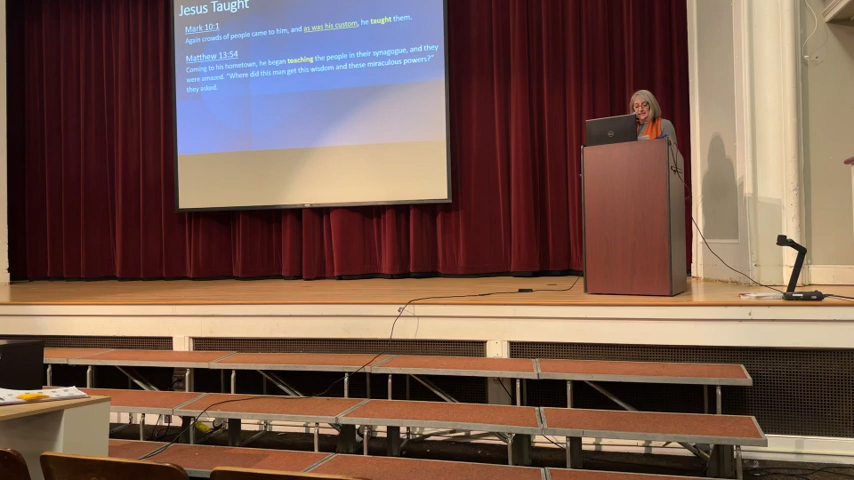 Jesus Taught
Mark 10:1
Again crowds of people came to him, and as was his custom, he taught them.
Matthew 13:54
Coming to his hometown, he began teaching the people in their synagogue, and they
were amazed. "Where did this man get this wisdom and these miraculous powers?"
they asked.